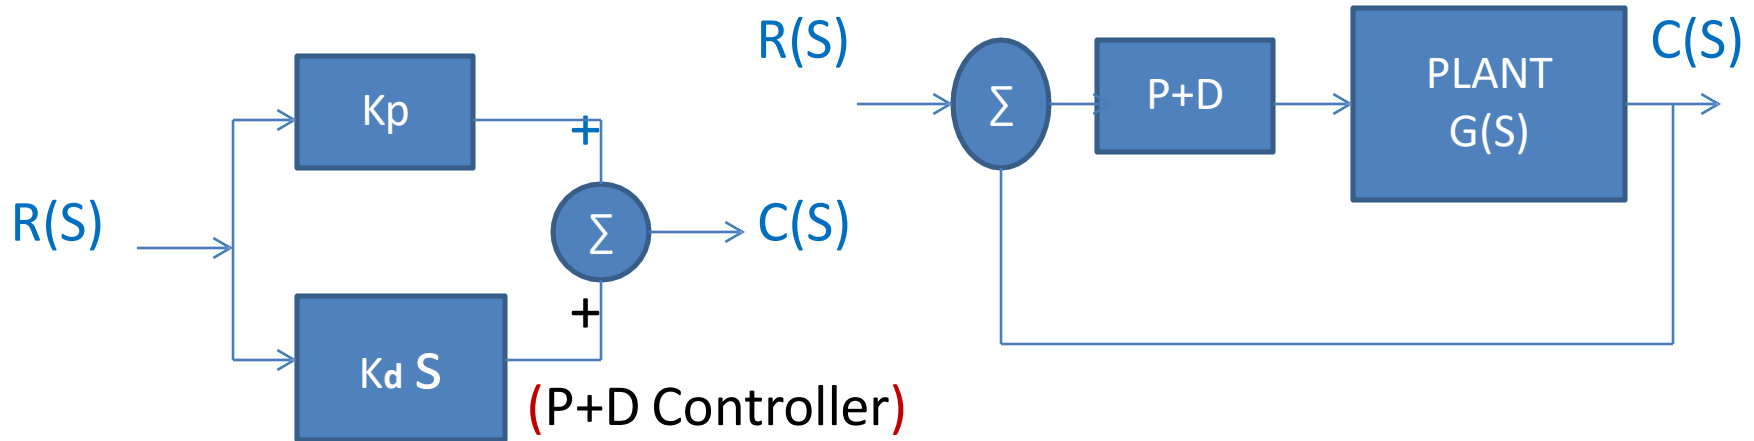 R(S)
Kp
+
∑
C(S)
+
Kd S
(P+D Controller)
R(S)
∑
P+D
PLANT
G(S)
C(S)